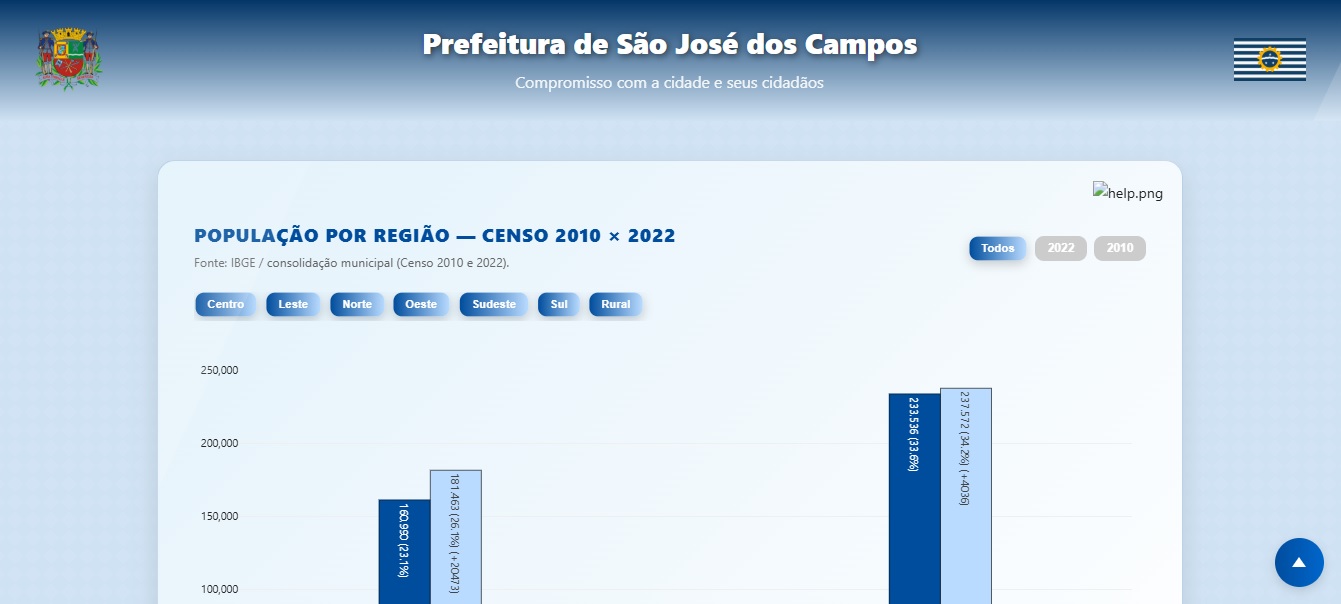 Prefeitura de São José dos Campos
Compromisso com a cidade e seus cidadãos
help.png
POPULAÇÃO POR REGIÃO — CENSO 2010 × 2022
Fonte: IBGE / consolidação municipal (Censo 2010 e 2022).
Todos 2022 2010
Centro Leste Norte Oeste Sudeste Sul Rural
250,000
200,000
150,000
100,000
160.990 (23.1%)
181.463 (26.1%) (+20473)
233.536 (33.6%)
237.572 (34.2%) (+4036)